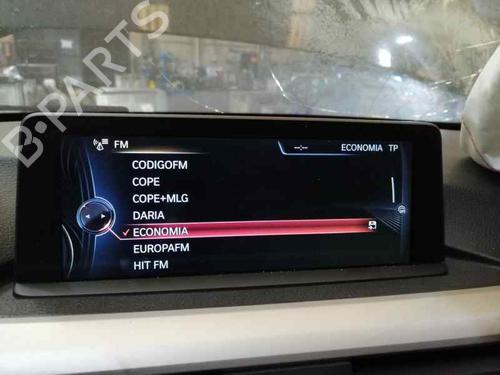 B-PARTS
FM
--:--
ECONOMIA TP
CODIGOFM
COPE
COPE+MLG
DARIA
✓ ECONOMIA
EUROPAFM
HIT FM